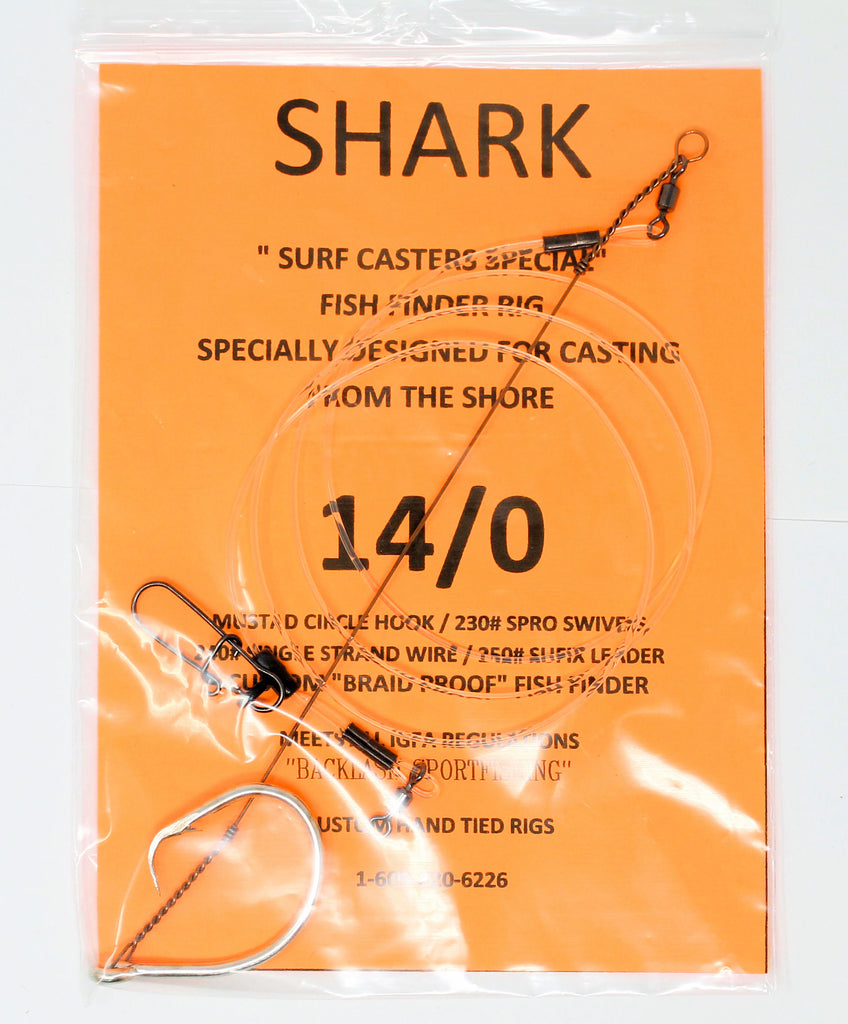 SHARK
" SURF CASTERS SPECIAL"
FISH FINDER RIG
SPECIALLY DESIGNED FOR CASTING
FROM THE SHORE
14/0
MUSTAD CIRCLE HOOK / 230# SPRO SWIVELS,
SINGLE STRAND WIRE / 250# SUFIX LEADER
& CUSTOM "BRAID PROOF" FISH FINDER
MEETS ALL IGFA REGULATIONS
"BACKLASH SPORTFISHING"
CUSTOM HAND TIED RIGS